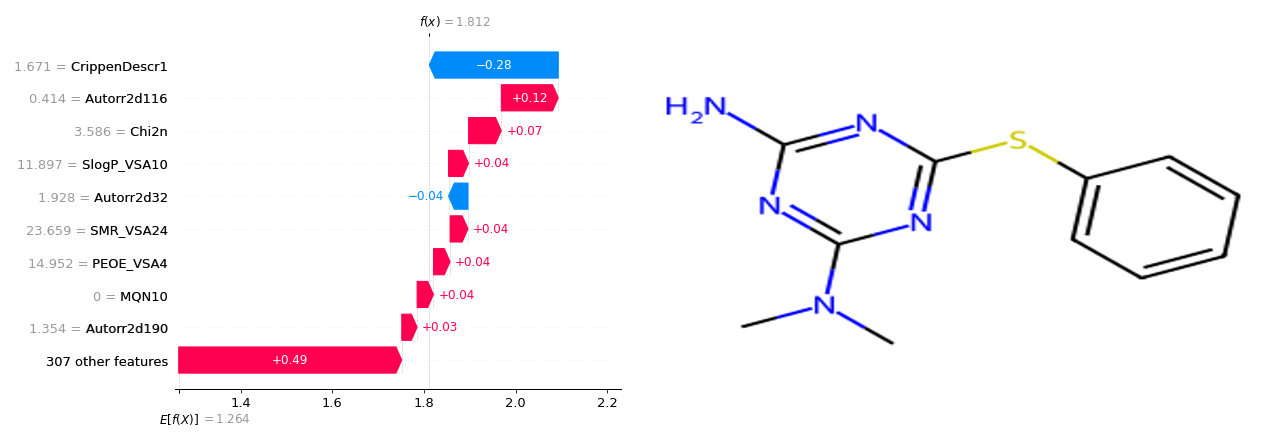 f(x) = 1.812
1.671 = CrippenDescr1
−0.28
0.414 = Autorr2d116
+0.12
3.586 = Chi2n
+0.07
11.897 = SlogP_VSA10
+0.04
1.928 = Autorr2d32
−0.04
23.659 = SMR_VSA24
+0.04
14.952 = PEOE_VSA4
+0.04
0 = MQN10
+0.04
1.354 = Autorr2d190
+0.03
307 other features
+0.49
1.4 1.6 1.8 2.0 2.2
E[f(X)] = 1.264
H2N
N
S
N
N
N